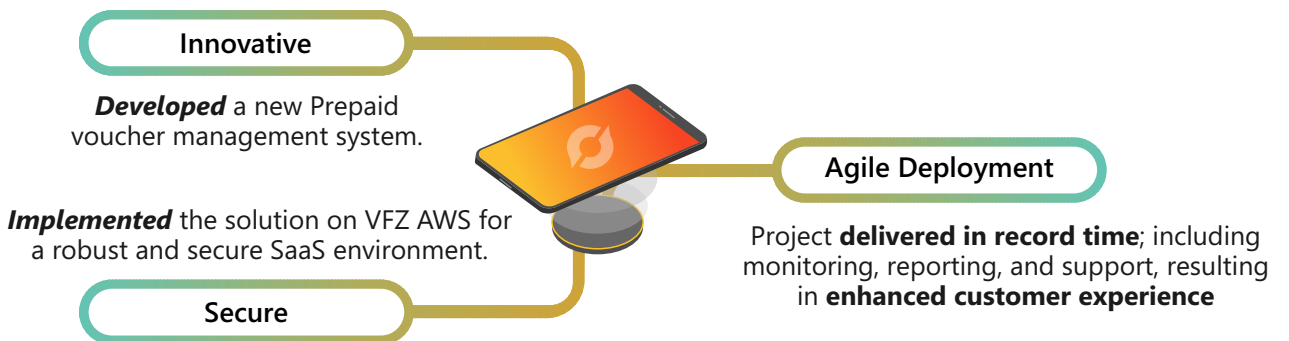 Innovative
Developed a new Prepaid
voucher management system.
Implemented the solution on VFZ AWS for
a robust and secure SaaS environment.
Secure
Agile Deployment
Project delivered in record time; including
monitoring, reporting, and support, resulting
in enhanced customer experience